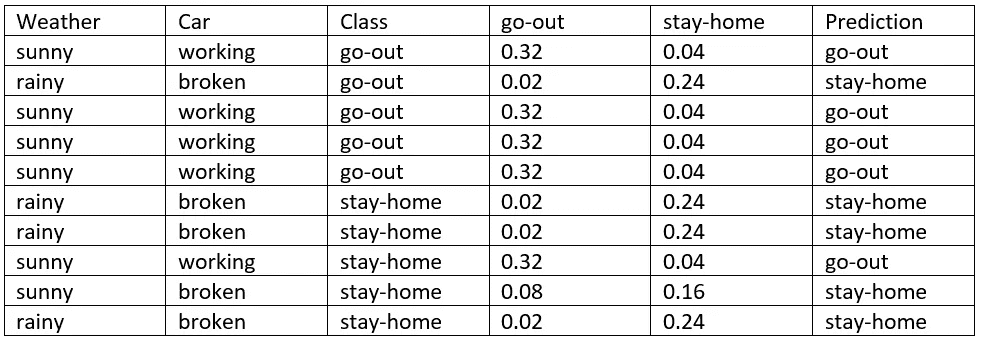 Weather Car Class go-out stay-home Prediction
sunny working go-out 0.32 0.04 go-out
rainy broken go-out 0.02 0.24 stay-home
sunny working go-out 0.32 0.04 go-out
sunny working go-out 0.32 0.04 go-out
sunny working go-out 0.32 0.04 go-out
rainy broken stay-home 0.02 0.24 stay-home
rainy broken stay-home 0.02 0.24 stay-home
sunny working stay-home 0.32 0.04 go-out
sunny broken stay-home 0.08 0.16 stay-home
rainy broken stay-home 0.02 0.24 stay-home